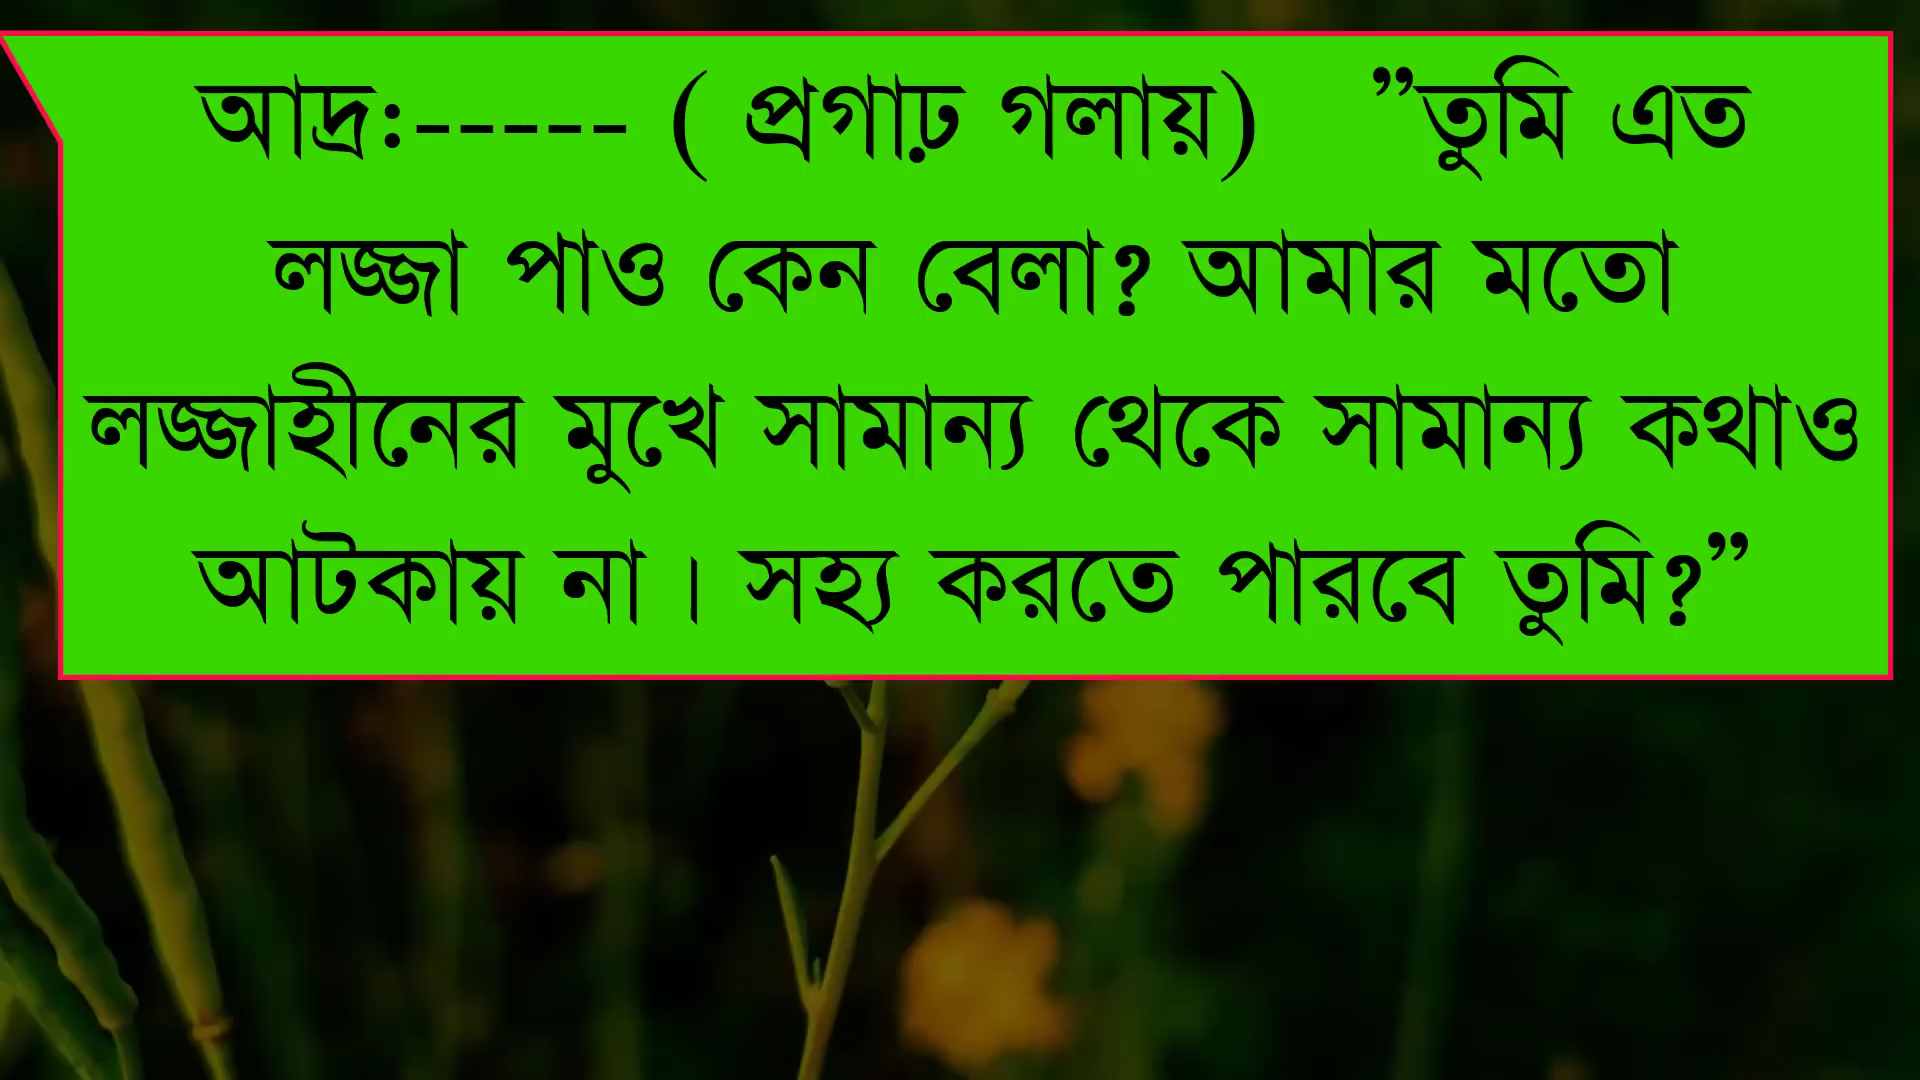 আদ্র:----- ( প্রগাঢ় গলায়) ”তুমি এত
লজ্জা পাও কেন বেলা? আমার মতো
লজ্জাহীনের মুখে সামান্য থেকে সামান্য কথাও
আটকায় না। সহ্য করতে পারবে তুমি?”